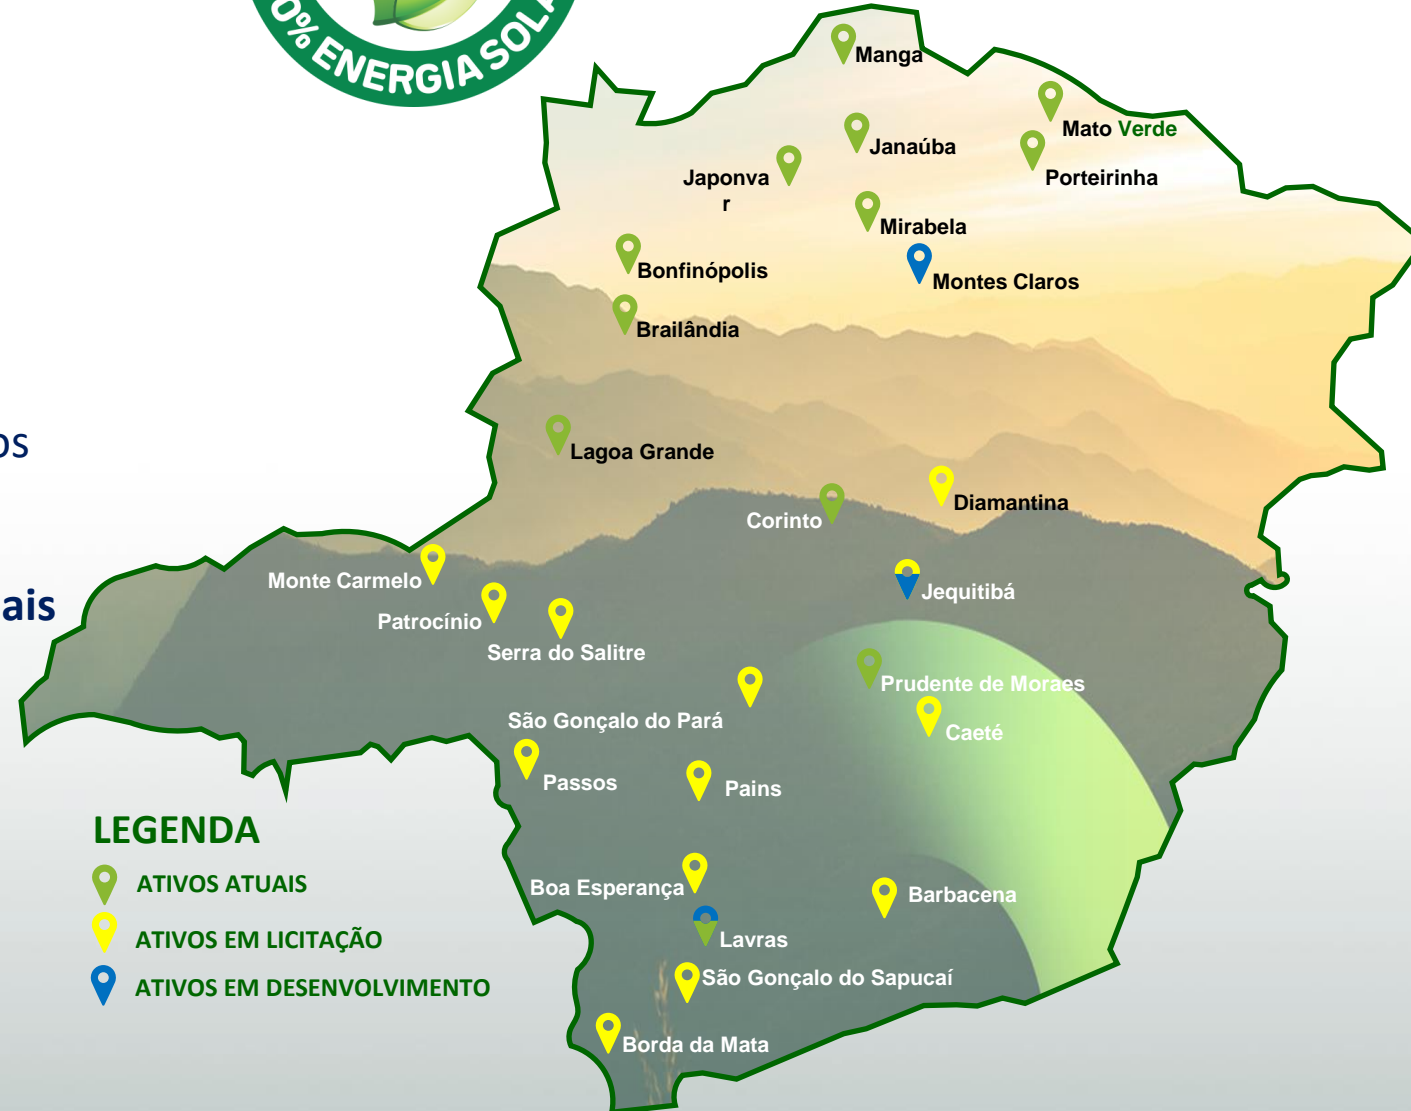 0% ENERGIA SOLA
Manga
Mato Verde
Janaúba
Porteirinha
Japonva
r
Mirabela
Bonfinópolis
Montes Claros
Brailândia
os
Lagoa Grande
Diamantina
Corinto
Monte Carmelo
Jequitibá
ais
Patrocínio
Serra do Salitre
Prudente de Moraes
São Gonçalo do Pará
Caeté
Passos
Pains
LEGENDA
ATIVOS ATUAIS
Boa Esperança
Barbacena
ATIVOS EM LICITAÇÃO
Lavras
São Gonçalo do Sapucaí
ATIVOS EM DESENVOLVIMENTO
Borda da Mata